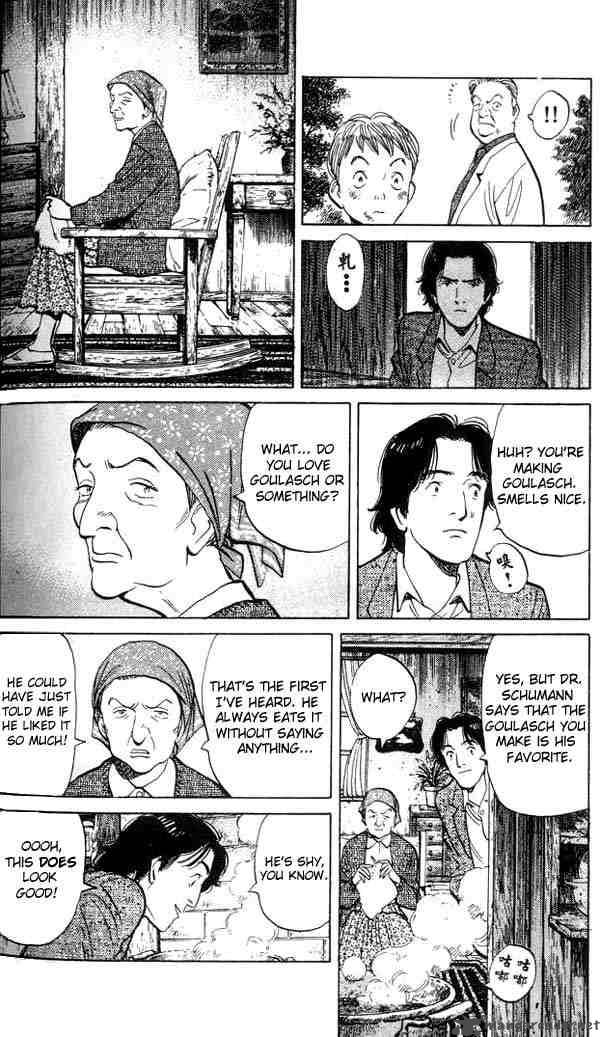 !!
HUH? YOU'RE
MAKING
GOULASCH.
SMELLS NICE.
嗅!
WHAT... DO
YOU LOVE
GOULASCH OR
SOMETHING?
YES, BUT DR.
SCHUMANN
SAYS THAT THE
GOULASCH YOU
MAKE IS HIS
FAVORITE.
WHAT?
咕嘟
咕嘟
THAT'S THE FIRST
I'VE HEARD. HE
ALWAYS EATS IT
WITHOUT SAYING
ANYTHING...
HE COULD
HAVE JUST
TOLD ME IF
HE LIKED IT
SO MUCH!
HE'S SHY,
YOU KNOW.
OOOH,
THIS DOES
LOOK
GOOD!